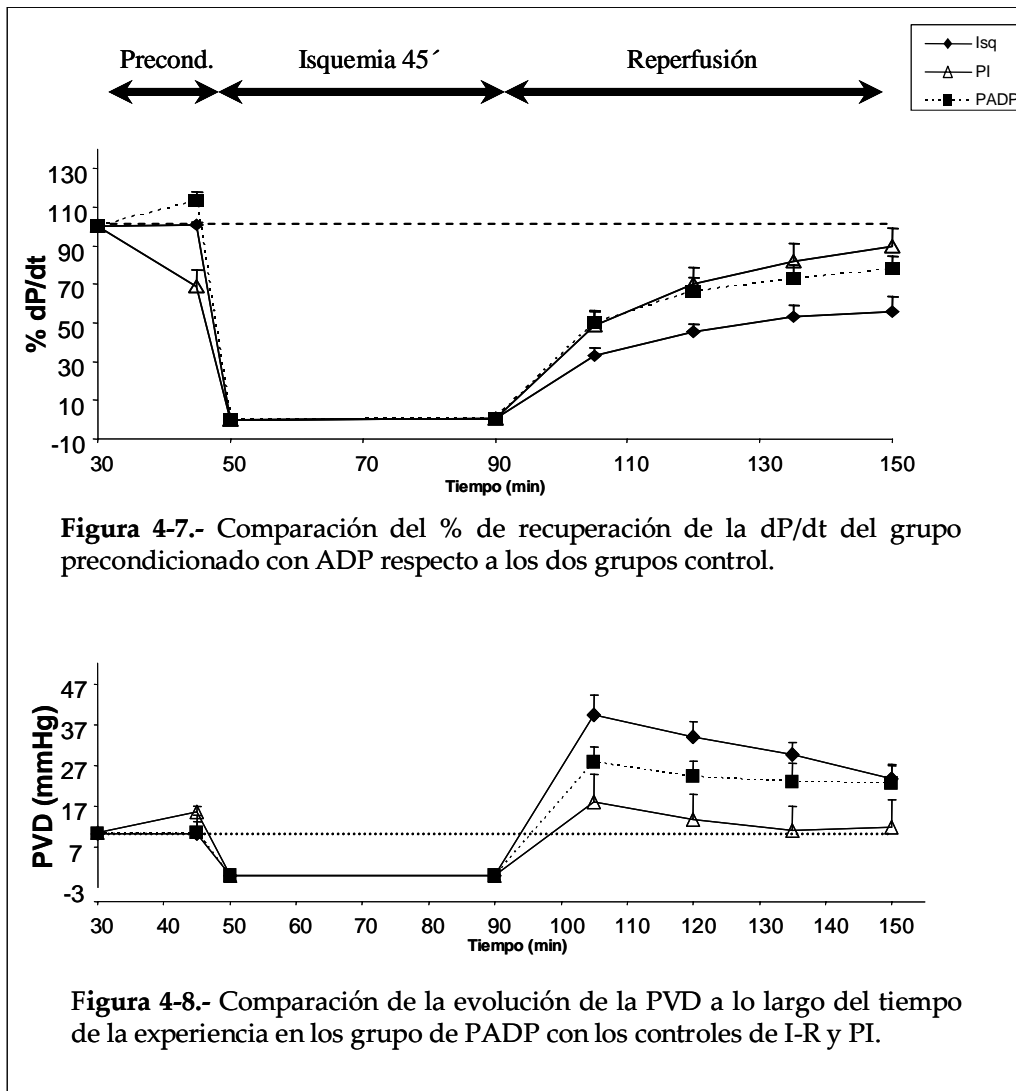 Precond.
Isquemia 45´
Reperfusión
Isq
PI
PADP
% dP/dt
130
110
90
70
50
30
10
-10
30
50
70
90
110
130
150
Tiempo (min)
Figura 4-7.- Comparación del % de recuperación de la dP/dt del grupo
precondicionado con ADP respecto a los dos grupos control.
PVD (mmHg)
47
37
27
17
7
-3
30
40
50
60
70
80
90
100
110
120
130
140
150
Tiempo (min)
Figura 4-8.- Comparación de la evolución de la PVD a lo largo del tiempo
de la experiencia en los grupo de PADP con los controles de I-R y PI.